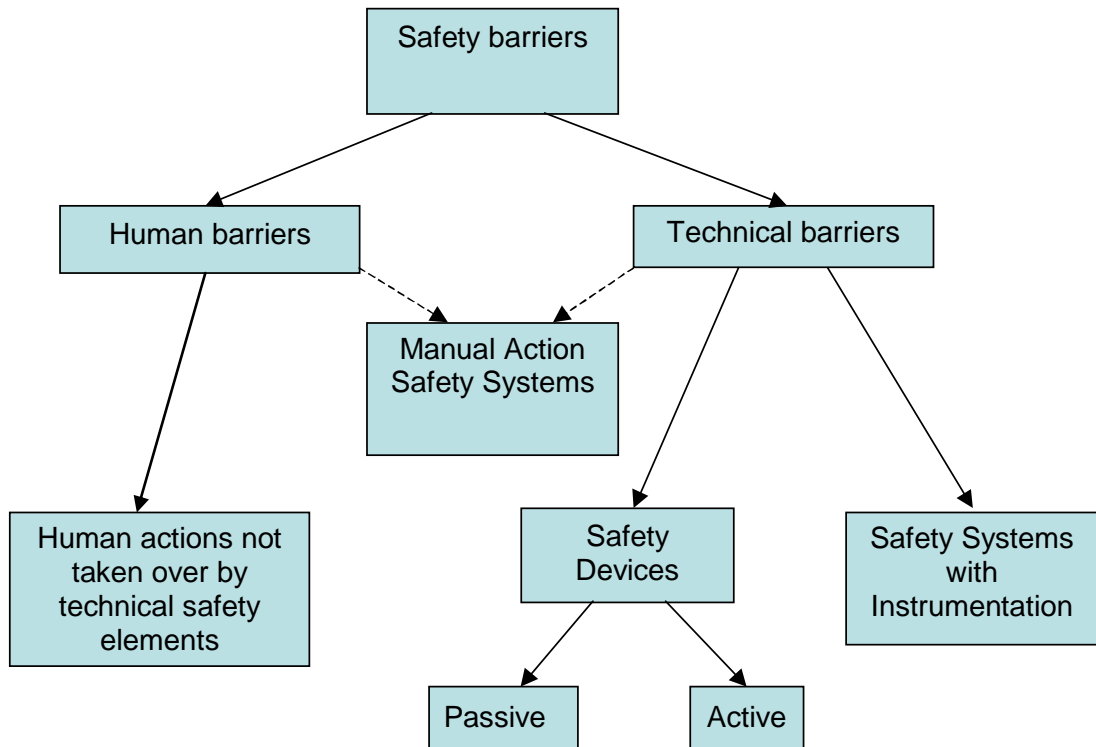 Safety barriers
Human barriers
Technical barriers
Manual Action
Safety Systems
Human actions not
taken over by
technical safety
elements
Safety
Devices
Safety Systems
with
Instrumentation
Passive
Active